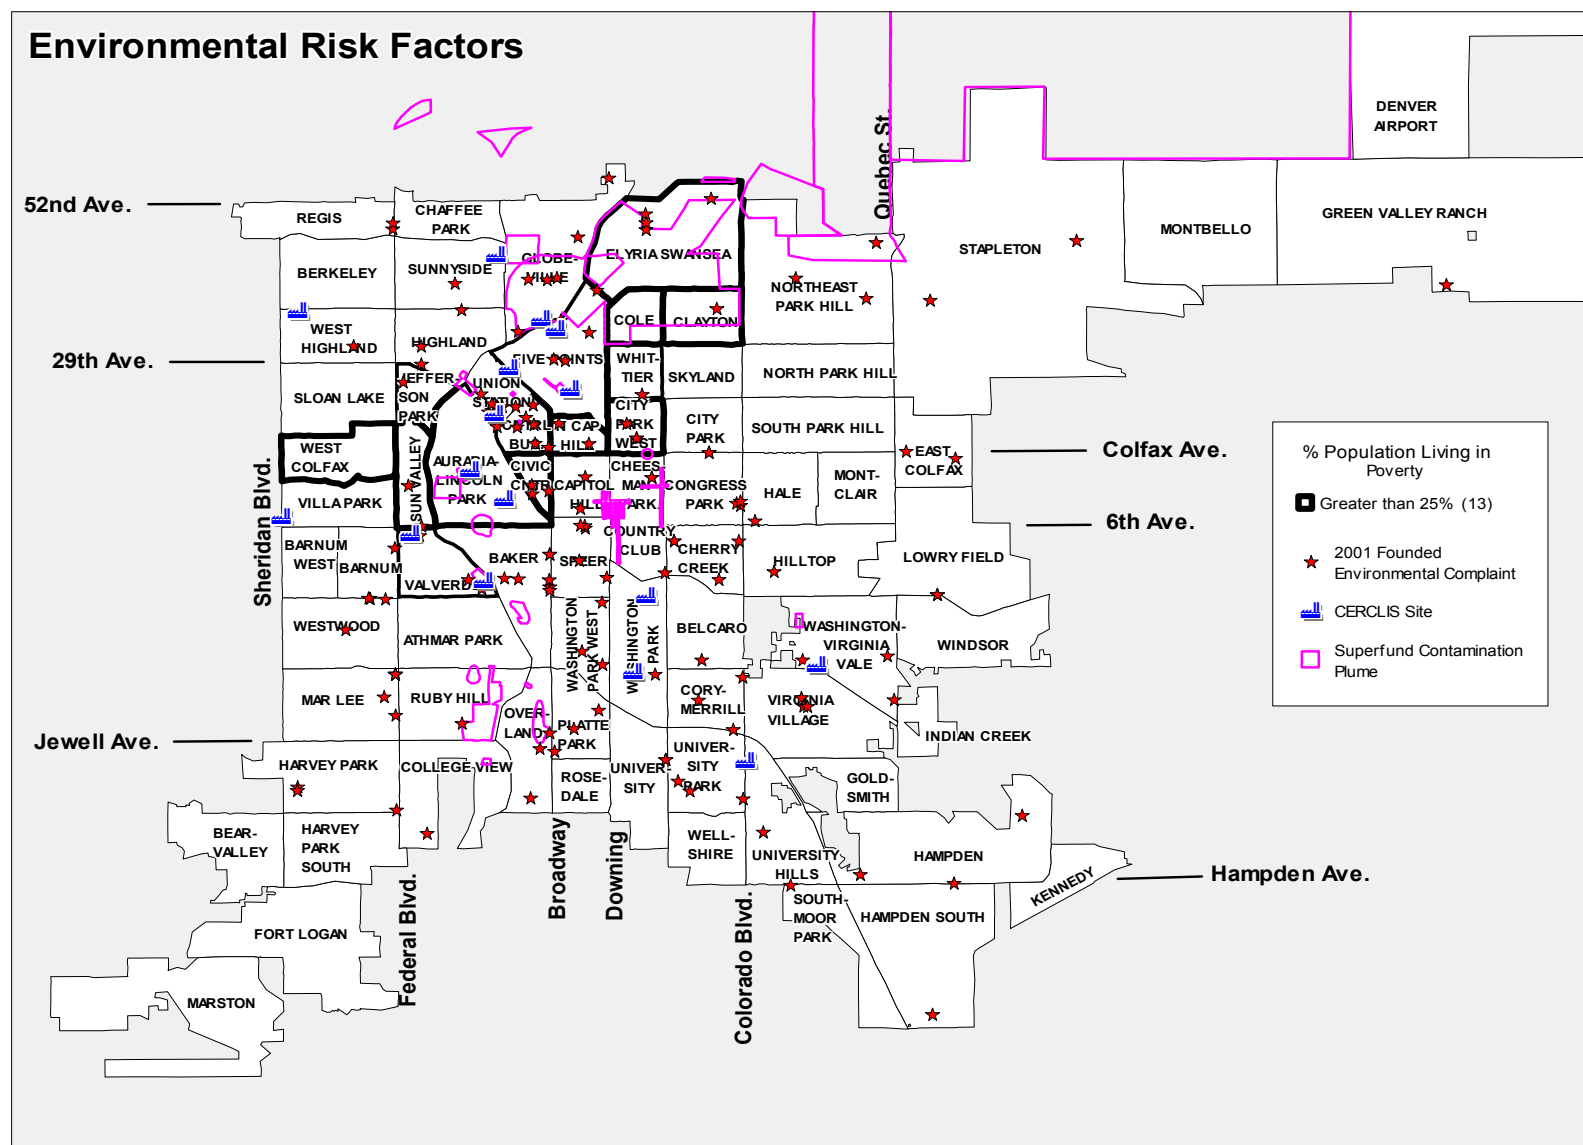 Environmental Risk Factors
DENVER
AIRPORT
Quebec St.
52nd Ave.
REGIS
CHAFFEE
PARK
GREEN VALLEY RANCH
MONTBELLO
STAPLETON
ELYRIA SWANSEA
GLOBE-
VILLE
BERKELEY
SUNNYSIDE
NORTHEAST
PARK HILL
COLE
CLAYTON
WEST
HIGHLAND
HIGHLAND
29th Ave.
FIVE POINTS
WHIT-
TIER
SKYLAND
NORTH PARK HILL
JEFFER-
SON
PARK
UNION
STATION
SLOAN LAKE
CITY
PARK
WEST
CITY
PARK
SOUTH PARK HILL
N CAP
HILL
WEST
COLFAX
SUN VALLEY
AURARIA-
LINCOLN
PARK
CIVIC
CNTR
CAPITOL
HILL
CHEES-
MAN
PARK
CONGRESS
PARK
HALE
MONT-
CLAIR
EAST
COLFAX
Colfax Ave.
VILLA PARK
Sheridan Blvd.
6th Ave.
% Population Living in
Poverty
Greater than 25% (13)
2001 Founded
Environmental Complaint
CERCLIS Site
Superfund Contamination
Plume
BARNUM
WEST
BARNUM
VALVERDE
BAKER
SPEER
COUNTRY
CLUB
CHERRY
CREEK
HILLTOP
LOWRY FIELD
WESTWOOD
ATHMAR PARK
WASHINGTON
PARK WEST
WASHINGTON
PARK
BELCARO
WASHINGTON-
VIRGINIA
VALE
WINDSOR
MAR LEE
RUBY HILL
OVER-
LAND
PLATTE
PARK
CORY-
MERRILL
VIRGINIA
VILLAGE
INDIAN CREEK
Jewell Ave.
HARVEY PARK
COLLEGE VIEW
ROSE-
DALE
UNIVER-
SITY
UNIVER-
SITY
PARK
GOLD-
SMITH
BEAR-
VALLEY
HARVEY
PARK
SOUTH
WELL-
SHIRE
UNIVERSITY
HILLS
HAMPDEN
KENNEDY
Hampden Ave.
Federal Blvd.
Broadway
Downing
Colorado Blvd.
SOUTH-
MOOR
PARK
HAMPDEN SOUTH
FORT LOGAN
MARSTON